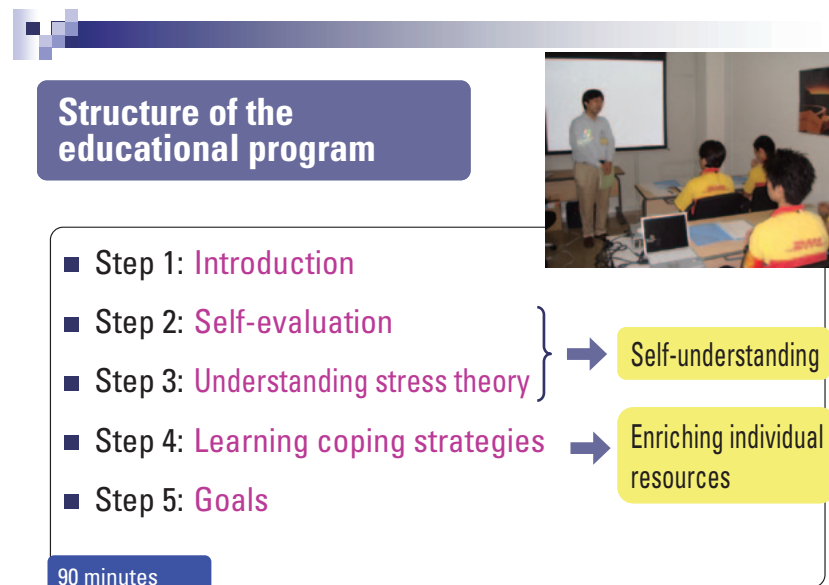 Structure of the
educational program
Step 1: Introduction
Step 2: Self-evaluation
Step 3: Understanding stress theory
Self-understanding
Step 4: Learning coping strategies
Enriching individual
resources
Step 5: Goals
90 minutes